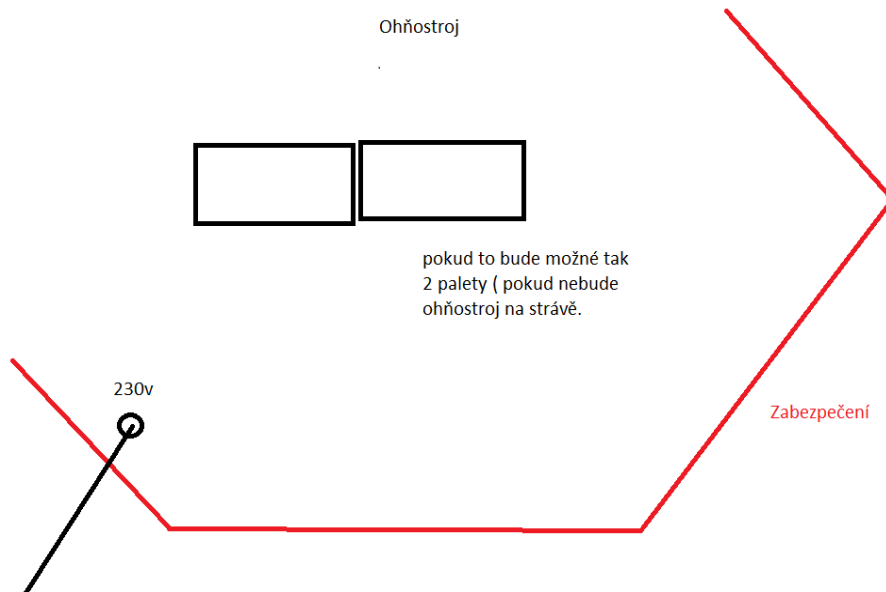 Ohňostroj
pokud to bude možné tak
2 palety ( pokud nebude
ohňostroj na strávě.
230v
Zabezpečení